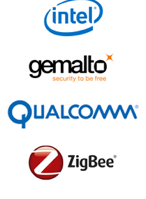 intel
gemalto
security to be free
QUALCOMM®
ZigBee®